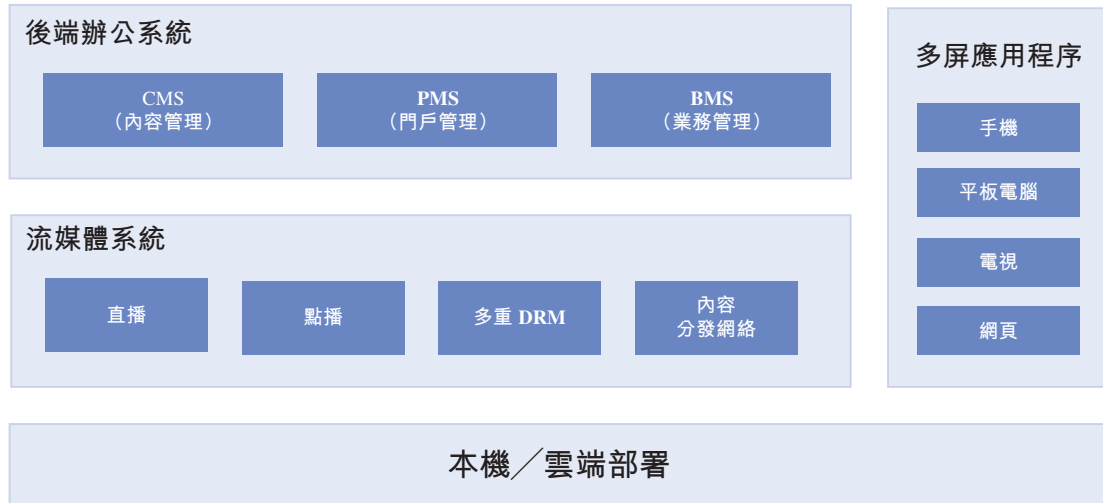 後端辦公系統
CMS
（內容管理）
PMS
（門戶管理）
BMS
（業務管理）
流媒體系統
直播
點播
多重 DRM
內容
分發網絡
多屏應用程序
手機
平板電腦
電視
網頁
本機／雲端部署